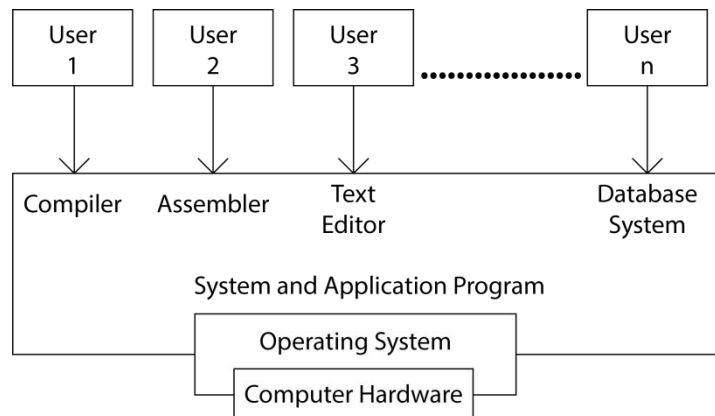 User
1
User
2
User
3
User
n
Compiler
Assembler
Text
Editor
Database
System
System and Application Program
Operating System
Computer Hardware